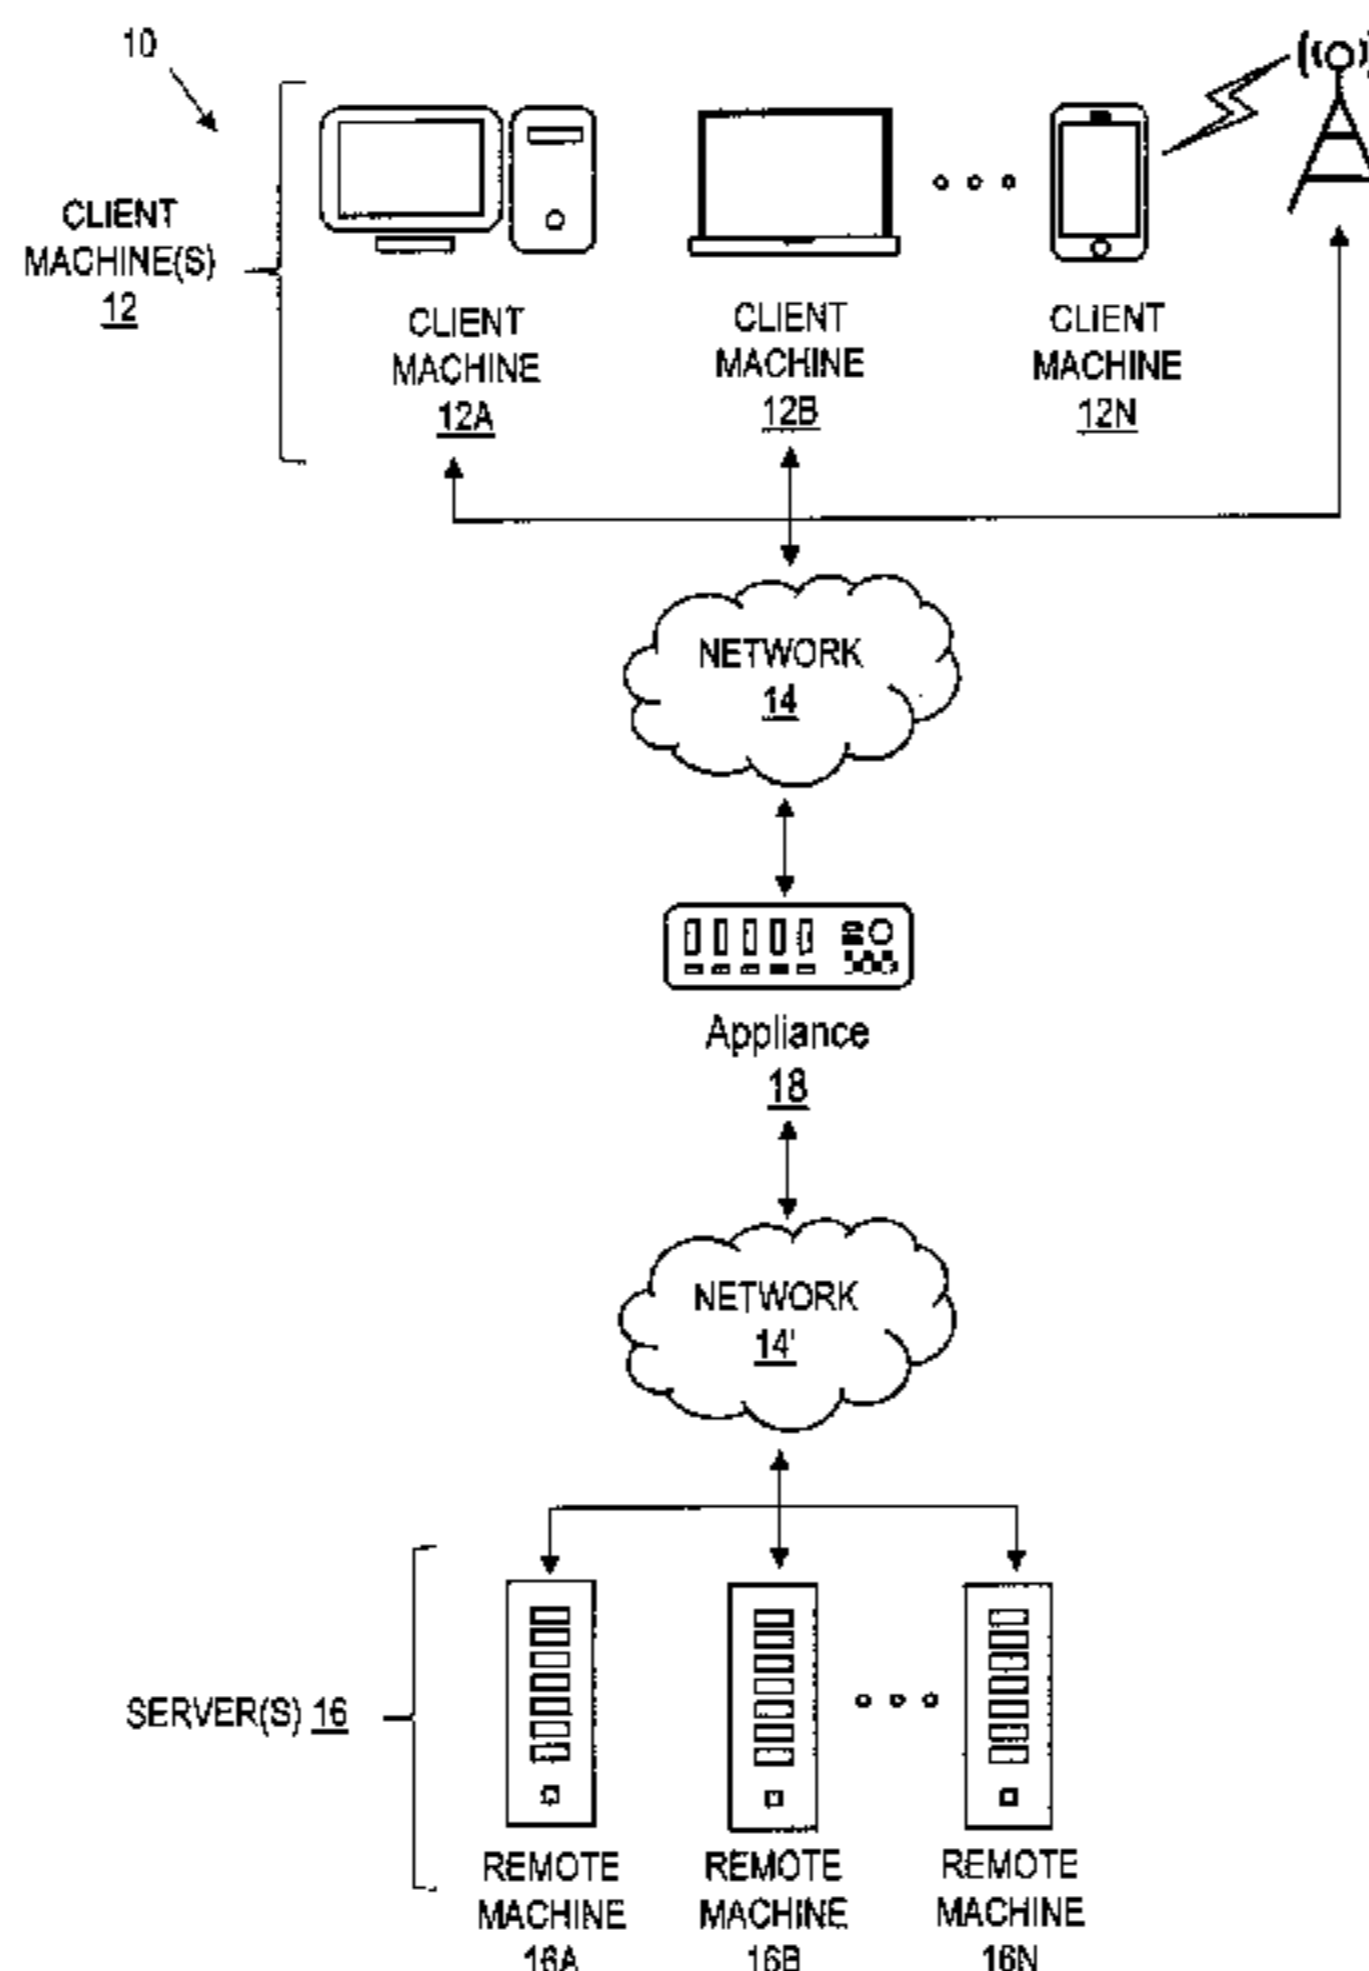 10
CLIENT
MACHINE(S)
12
CLIENT
MACHINE
12A
CLIENT
MACHINE
12B
CLIENT
MACHINE
12N
NETWORK
14
Appliance
18
NETWORK
14'
SERVER(S) 16
REMOTE
MACHINE
16A
REMOTE
MACHINE
16B
REMOTE
MACHINE
16N